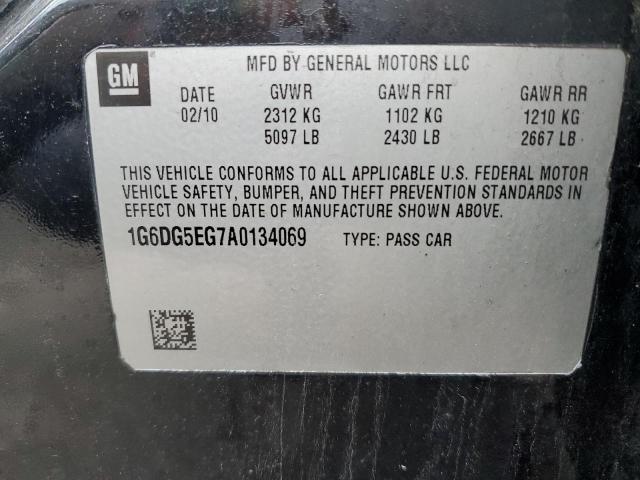 GM
MFD BY GENERAL MOTORS LLC
DATE GVWR GAWR FRT GAWR RR
02/10 2312 KG 1102 KG 1210 KG
5097 LB 2430 LB 2667 LB
THIS VEHICLE CONFORMS TO ALL APPLICABLE U.S. FEDERAL MOTOR
VEHICLE SAFETY, BUMPER, AND THEFT PREVENTION STANDARDS IN
EFFECT ON THE DATE OF MANUFACTURE SHOWN ABOVE.
1G6DG5EG7A0134069 TYPE: PASS CAR